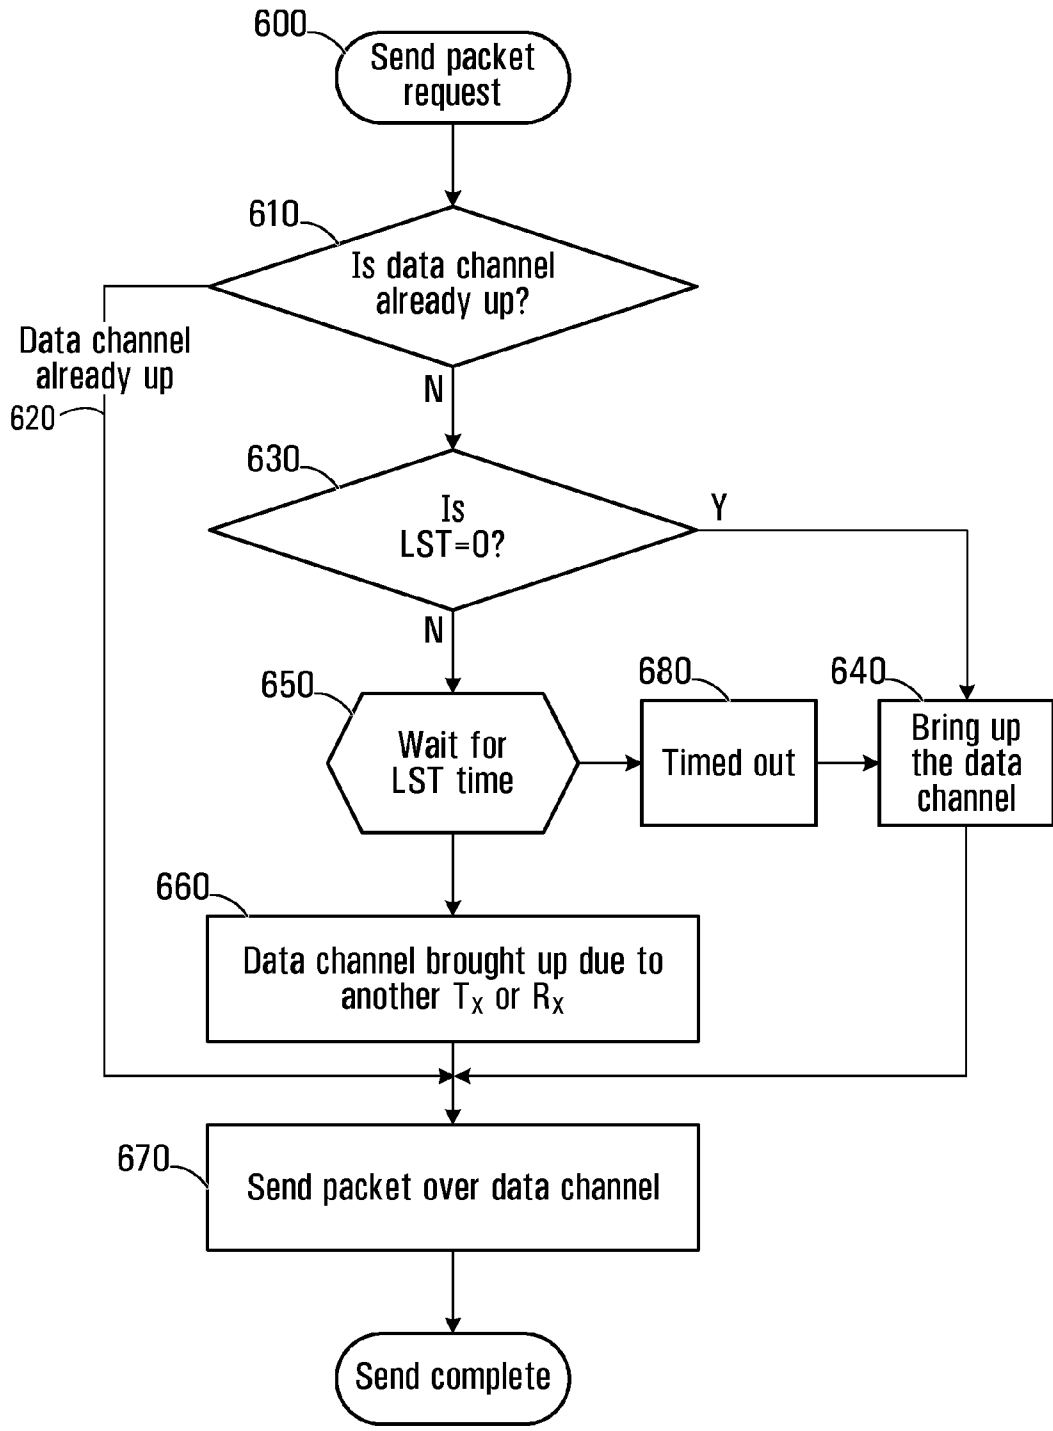 600
Send packet
request
610
Is data channel
already up?
Data channel
already up
620
N
630
Is
LST=0?
Y
N
650
Wait for
LST time
680
Timed out
640
Bring up
the data
channel
660
Data channel brought up due to
another Tx or Rx
670
Send packet over data channel
Send complete